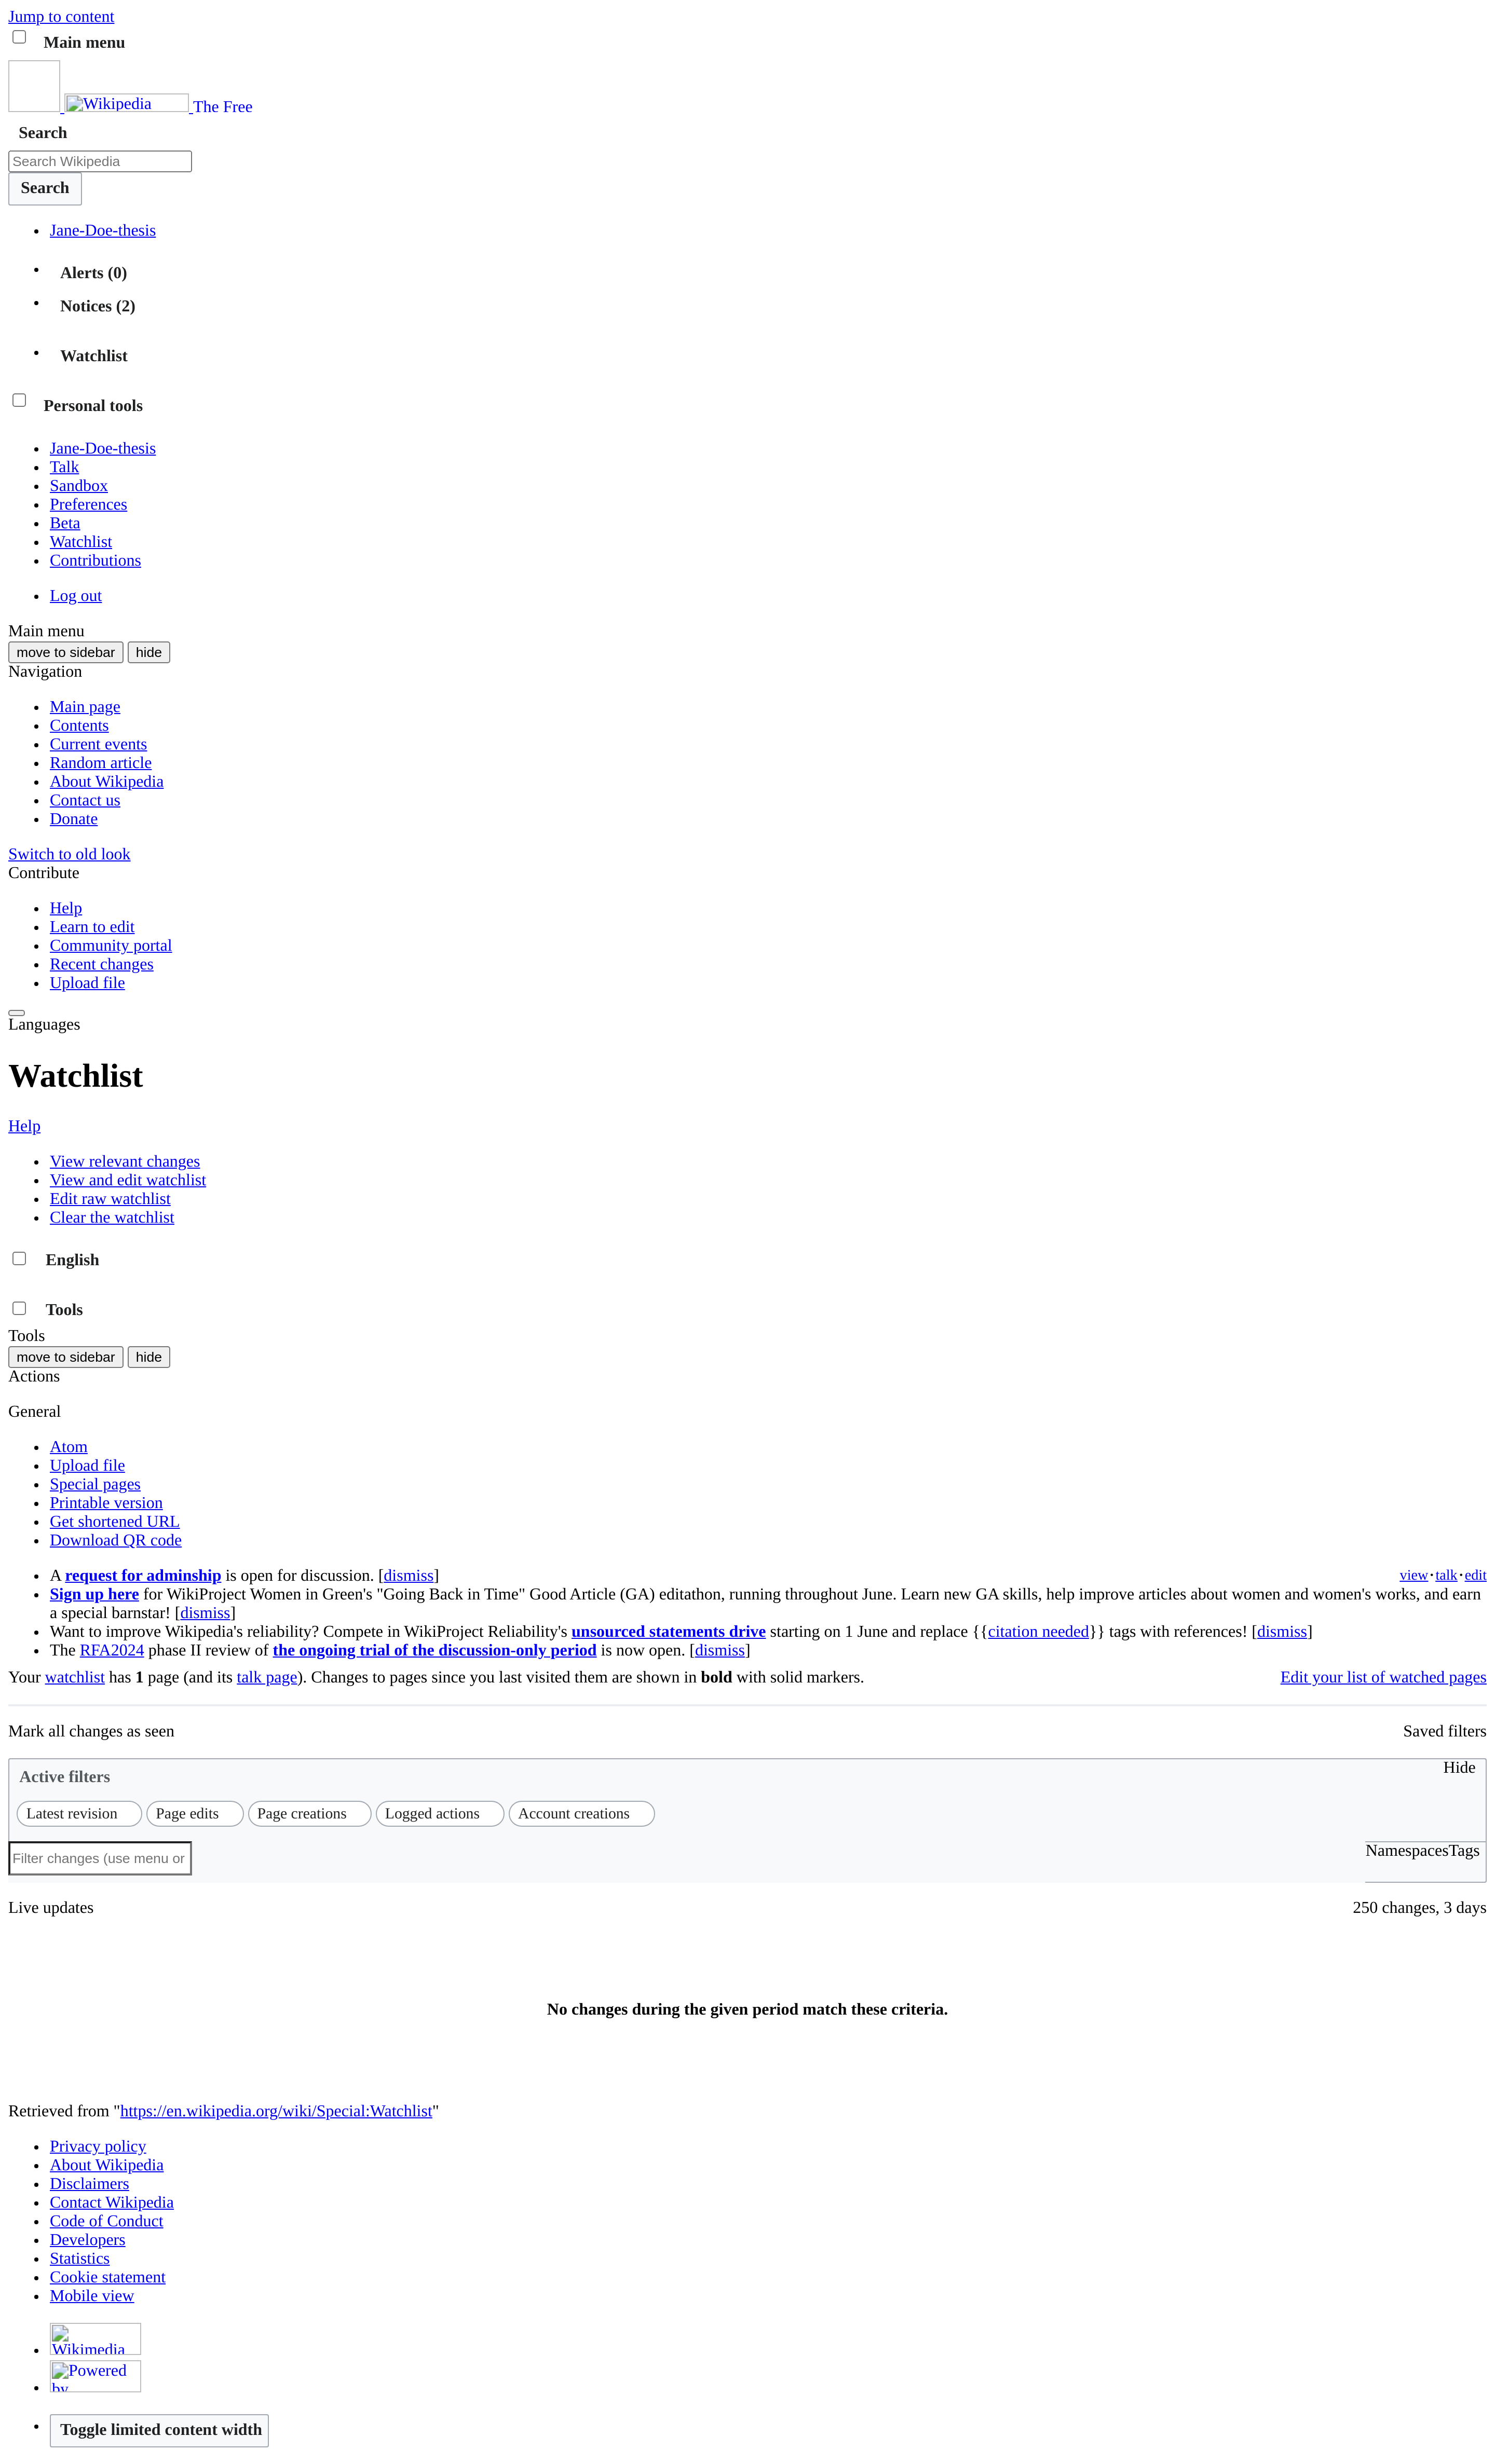 Jump to content
Main menu
Wikipedia The Free
Search
Search Wikipedia
Search
Jane-Doe-thesis
Alerts (0)
Notices (2)
Watchlist
Personal tools
Jane-Doe-thesis
Talk
Sandbox
Preferences
Beta
Watchlist
Contributions
Log out
Main menu
move to sidebar hide
Navigation
Main page
Contents
Current events
Random article
About Wikipedia
Contact us
Donate
Switch to old look
Contribute
Help
Learn to edit
Community portal
Recent changes
Upload file
Languages
Watchlist
Help
View relevant changes
View and edit watchlist
Edit raw watchlist
Clear the watchlist
English
Tools
Tools
move to sidebar hide
Actions
General
Atom
Upload file
Special pages
Printable version
Get shortened URL
Download QR code
A request for adminship is open for discussion. [dismiss] view · talk · edit
Sign up here for WikiProject Women in Green's "Going Back in Time" Good Article (GA) editathon, running throughout June. Learn new GA skills, help improve articles about women and women's works, and earn
a special barnstar! [dismiss]
Want to improve Wikipedia's reliability? Compete in WikiProject Reliability's unsourced statements drive starting on 1 June and replace {{citation needed}} tags with references! [dismiss]
The RFA2024 phase II review of the ongoing trial of the discussion-only period is now open. [dismiss]
Your watchlist has 1 page (and its talk page). Changes to pages since you last visited them are shown in bold with solid markers. Edit your list of watched pages
Mark all changes as seen Saved filters
Active filters Hide
Latest revision Page edits Page creations Logged actions Account creations
Filter changes (use menu or NamespacesTags
Live updates 250 changes, 3 days
No changes during the given period match these criteria.
Retrieved from "https://en.wikipedia.org/wiki/Special:Watchlist"
Privacy policy
About Wikipedia
Disclaimers
Contact Wikipedia
Code of Conduct
Developers
Statistics
Cookie statement
Mobile view
Wikimedia
Powered
by
Toggle limited content width